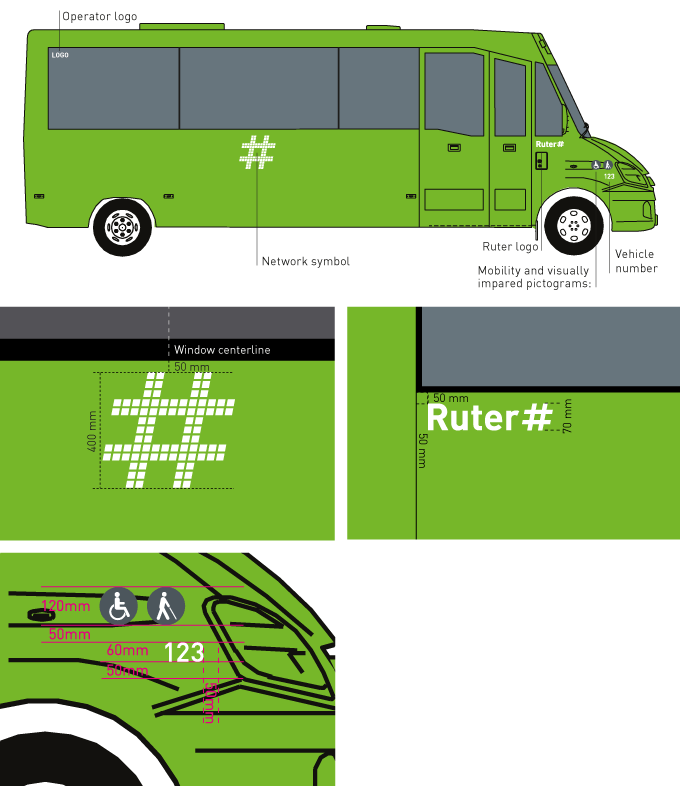 Operator logo
LOGO
Ruter#
123
Ruter logo
Vehicle
number
Network symbol
Mobility and visually
impared pictograms:
Window centerline
50 mm
400 mm
50 mm
Ruter#
70 mm
50 mm
120mm
50mm
60mm
123
50mm
50mm